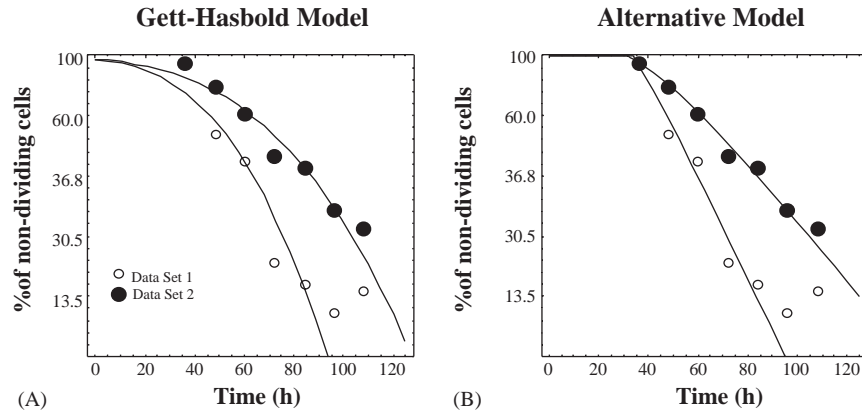 Gett-Hasbold Model
Alternative Model
%of non-dividing cells
100
60.0
36.8
30.5
13.5
Data Set 1
Data Set 2
0 20 40 60 80 100 120
(A)
Time (h)
%of non-dividing cells
100
60.0
36.8
30.5
13.5
0 20 40 60 80 100 120
(B)
Time (h)